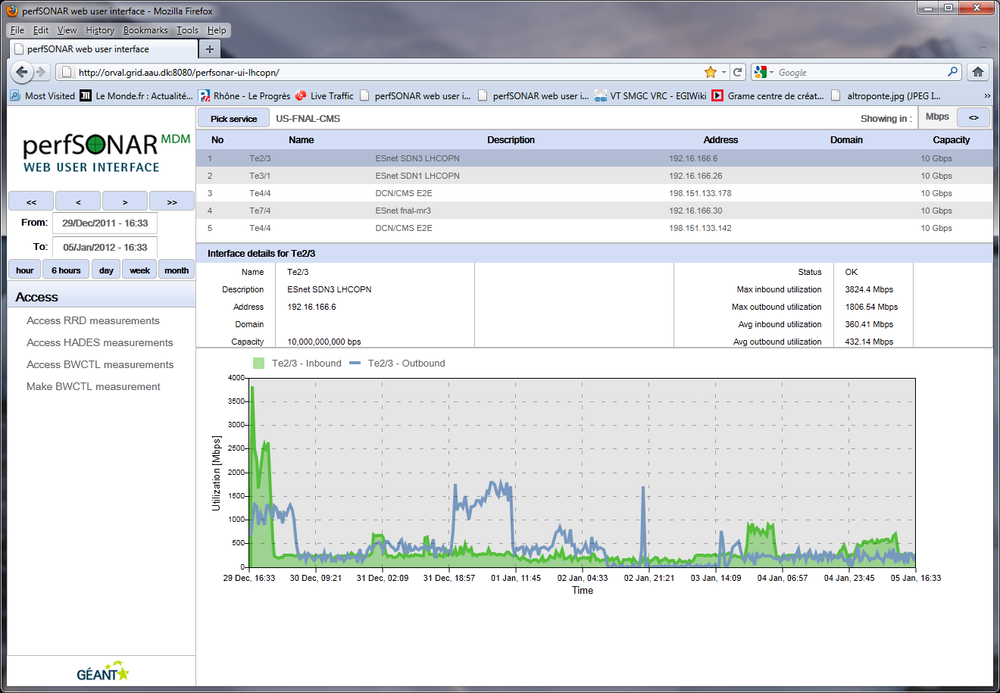 perfSONAR web user interface - Mozilla Firefox
File Edit View History Bookmarks Tools Help
perfSONAR web user interface +
http://orval.grid.aau.dk:8080/perfsonar-ui-lhcopn/ Google
Most Visited Le Monde.fr : Actualité... Rhône - Le Progrès Live Traffic perfSONAR web user i... perfSONAR web user i... VT SMGC VRC - EGIWiki Grame centre de créat... altroponte.jpg (JPEG I... »
perfSONAR MDM
WEB USER INTERFACE
<< < > >>
From: 29/Dec/2011 - 16:33
To: 05/Jan/2012 - 16:33
hour 6 hours day week month
Access
Access RRD measurements
Access HADES measurements
Access BWCTL measurements
Make BWCTL measurement
GÉANT
Pick service US-FNAL-CMS Showing in : Mbps <>
No Name Description Address Domain Capacity
1 Te2/3 ESnet SDN3 LHCOPN 192.16.166.6 10 Gbps
2 Te3/1 ESnet SDN1 LHCOPN 192.16.166.26 10 Gbps
3 Te4/4 DCN/CMS E2E 198.151.133.178 10 Gbps
4 Te7/4 ESnet fnal-mr3 192.16.166.30 10 Gbps
5 Te4/4 DCN/CMS E2E 198.151.133.142 10 Gbps
Interface details for Te2/3
Name Te2/3 Status OK
Description ESnet SDN3 LHCOPN Max inbound utilization 3824.4 Mbps
Address 192.16.166.6 Max outbound utilization 1806.54 Mbps
Domain Avg inbound utilization 360.41 Mbps
Capacity 10,000,000,000 bps Avg outbound utilization 432.14 Mbps
Te2/3 - Inbound Te2/3 - Outbound
Utilization [Mbps]
4000
3500
3000
2500
2000
1500
1000
500
0
29 Dec, 16:33 30 Dec, 09:21 31 Dec, 02:09 31 Dec, 18:57 01 Jan, 11:45 02 Jan, 04:33 02 Jan, 21:21 03 Jan, 14:09 04 Jan, 06:57 04 Jan, 23:45 05 Jan, 16:33
Time